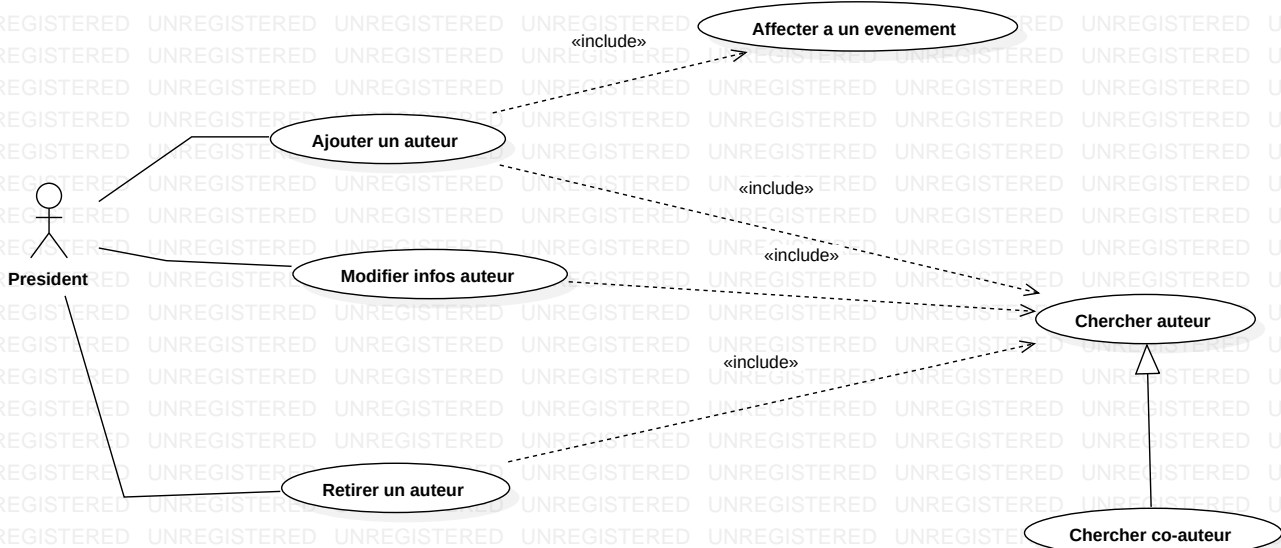 Affecter a un evenement
«include»
Ajouter un auteur
«include»
«include»
Modifier infos auteur
President
Chercher auteur
«include»
Retirer un auteur
Chercher co-auteur
UNREGISTERED